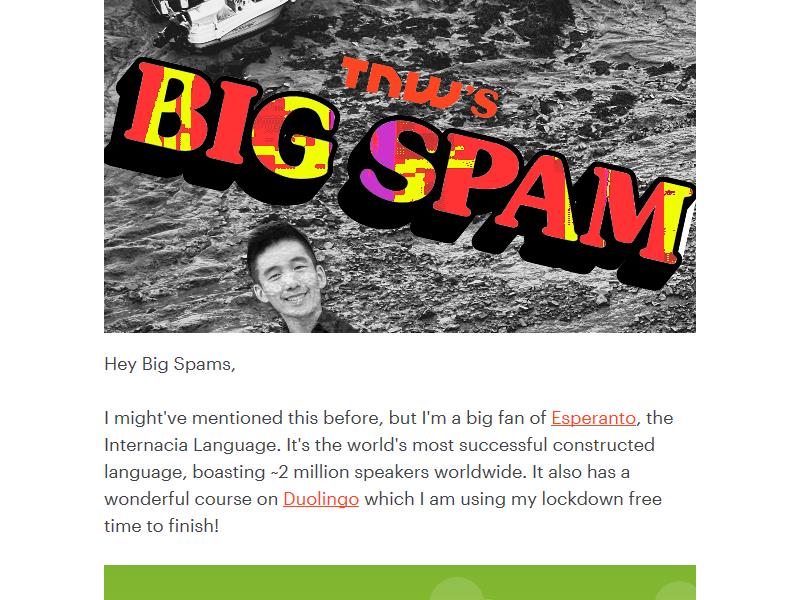 TNW's
BIG SPAM
Hey Big Spams,
I might've mentioned this before, but I'm a big fan of Esperanto, the
Internacia Language. It's the world's most successful constructed
language, boasting ~2 million speakers worldwide. It also has a
wonderful course on Duolingo which I am using my lockdown free
time to finish!